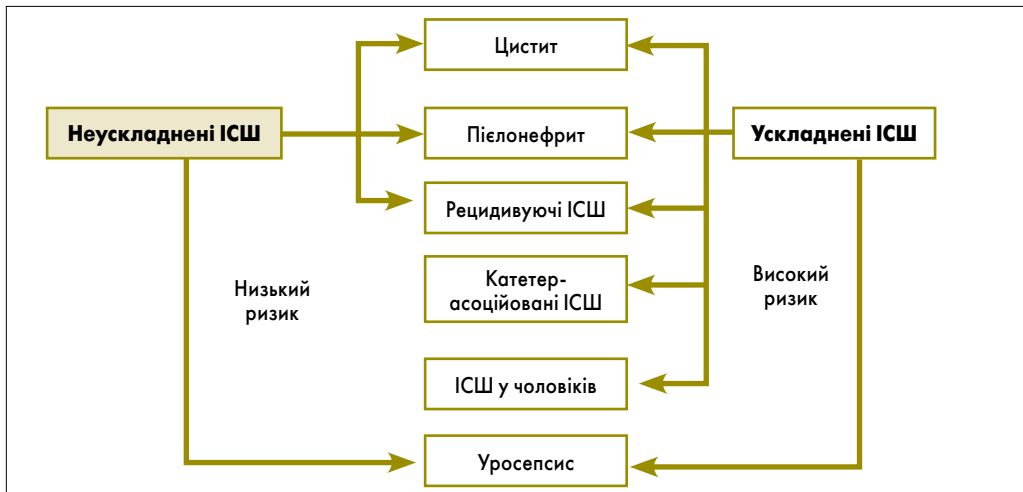 Цистит
Неускладнені ІСШ
Пієлонефрит
Ускладнені ІСШ
Рецидивуючі ІСШ
Низький
ризик
Катетер-
асоційовані ІСШ
Високий
ризик
ІСШ у чоловіків
Уросепсис